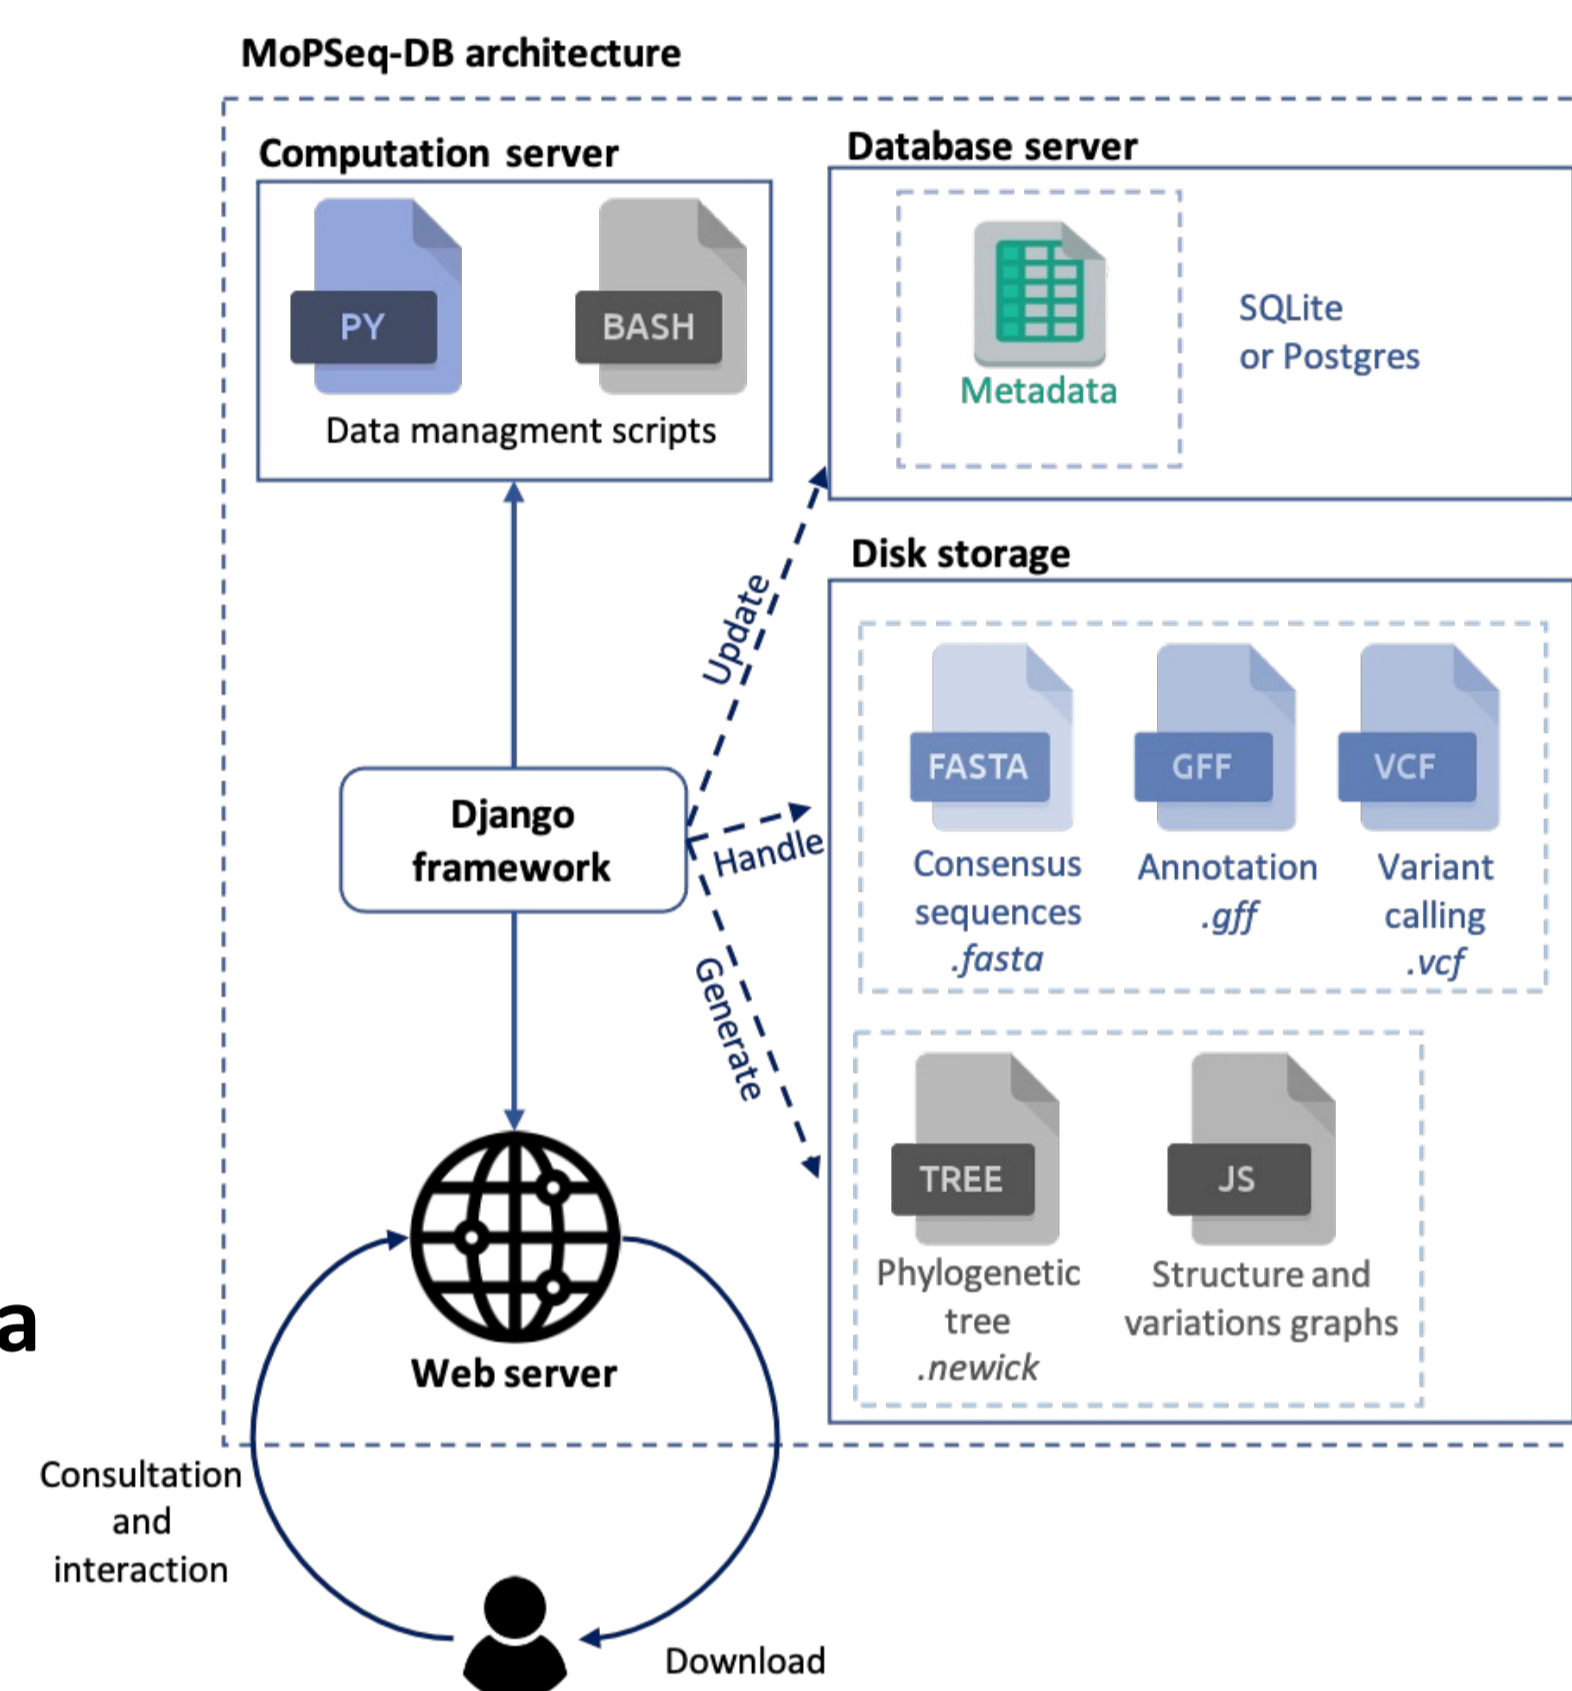 MoPSeq-DB architecture
Computation server
PY
BASH
Data managment scripts
Database server
Metadata
SQLite
or Postgres
Update
Handle
Generate
Django
framework
Disk storage
FASTA
GFF
VCF
Consensus
sequences
.fasta
Annotation
.gff
Variant
calling
.vcf
TREE
JS
Phylogenetic
tree
.newick
Structure and
variations graphs
Web server
a
Consultation
and
interaction
Download